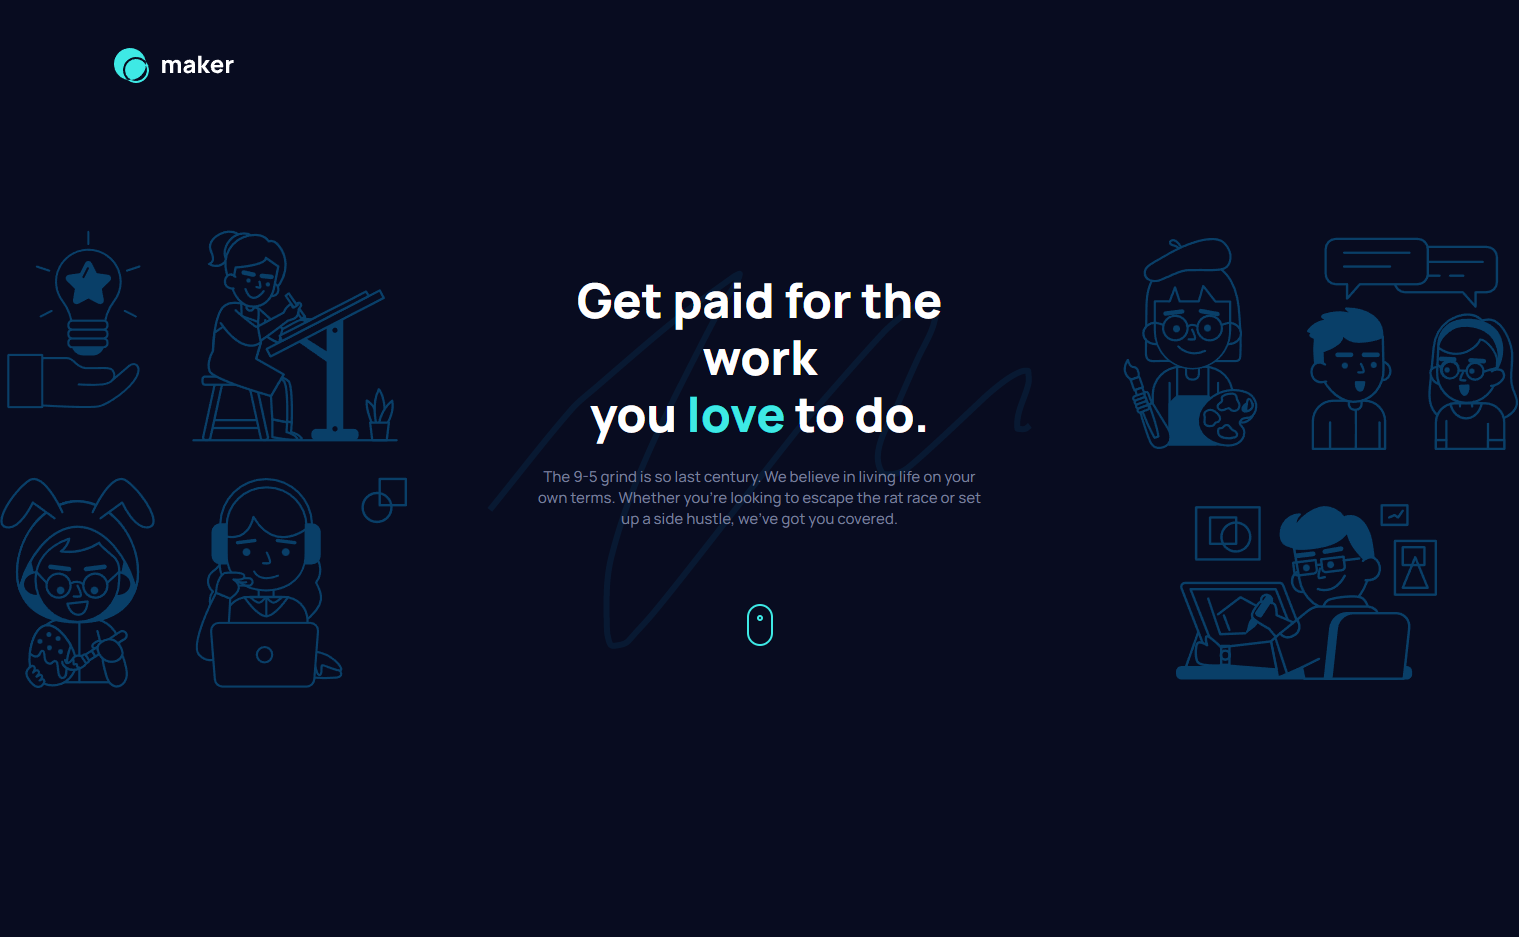 maker
Get paid for the
work
you love to do.
The 9-5 grind is so last century. We believe in living life on your
own terms. Whether you're looking to escape the rat race or set
up a side hustle, we've got you covered.